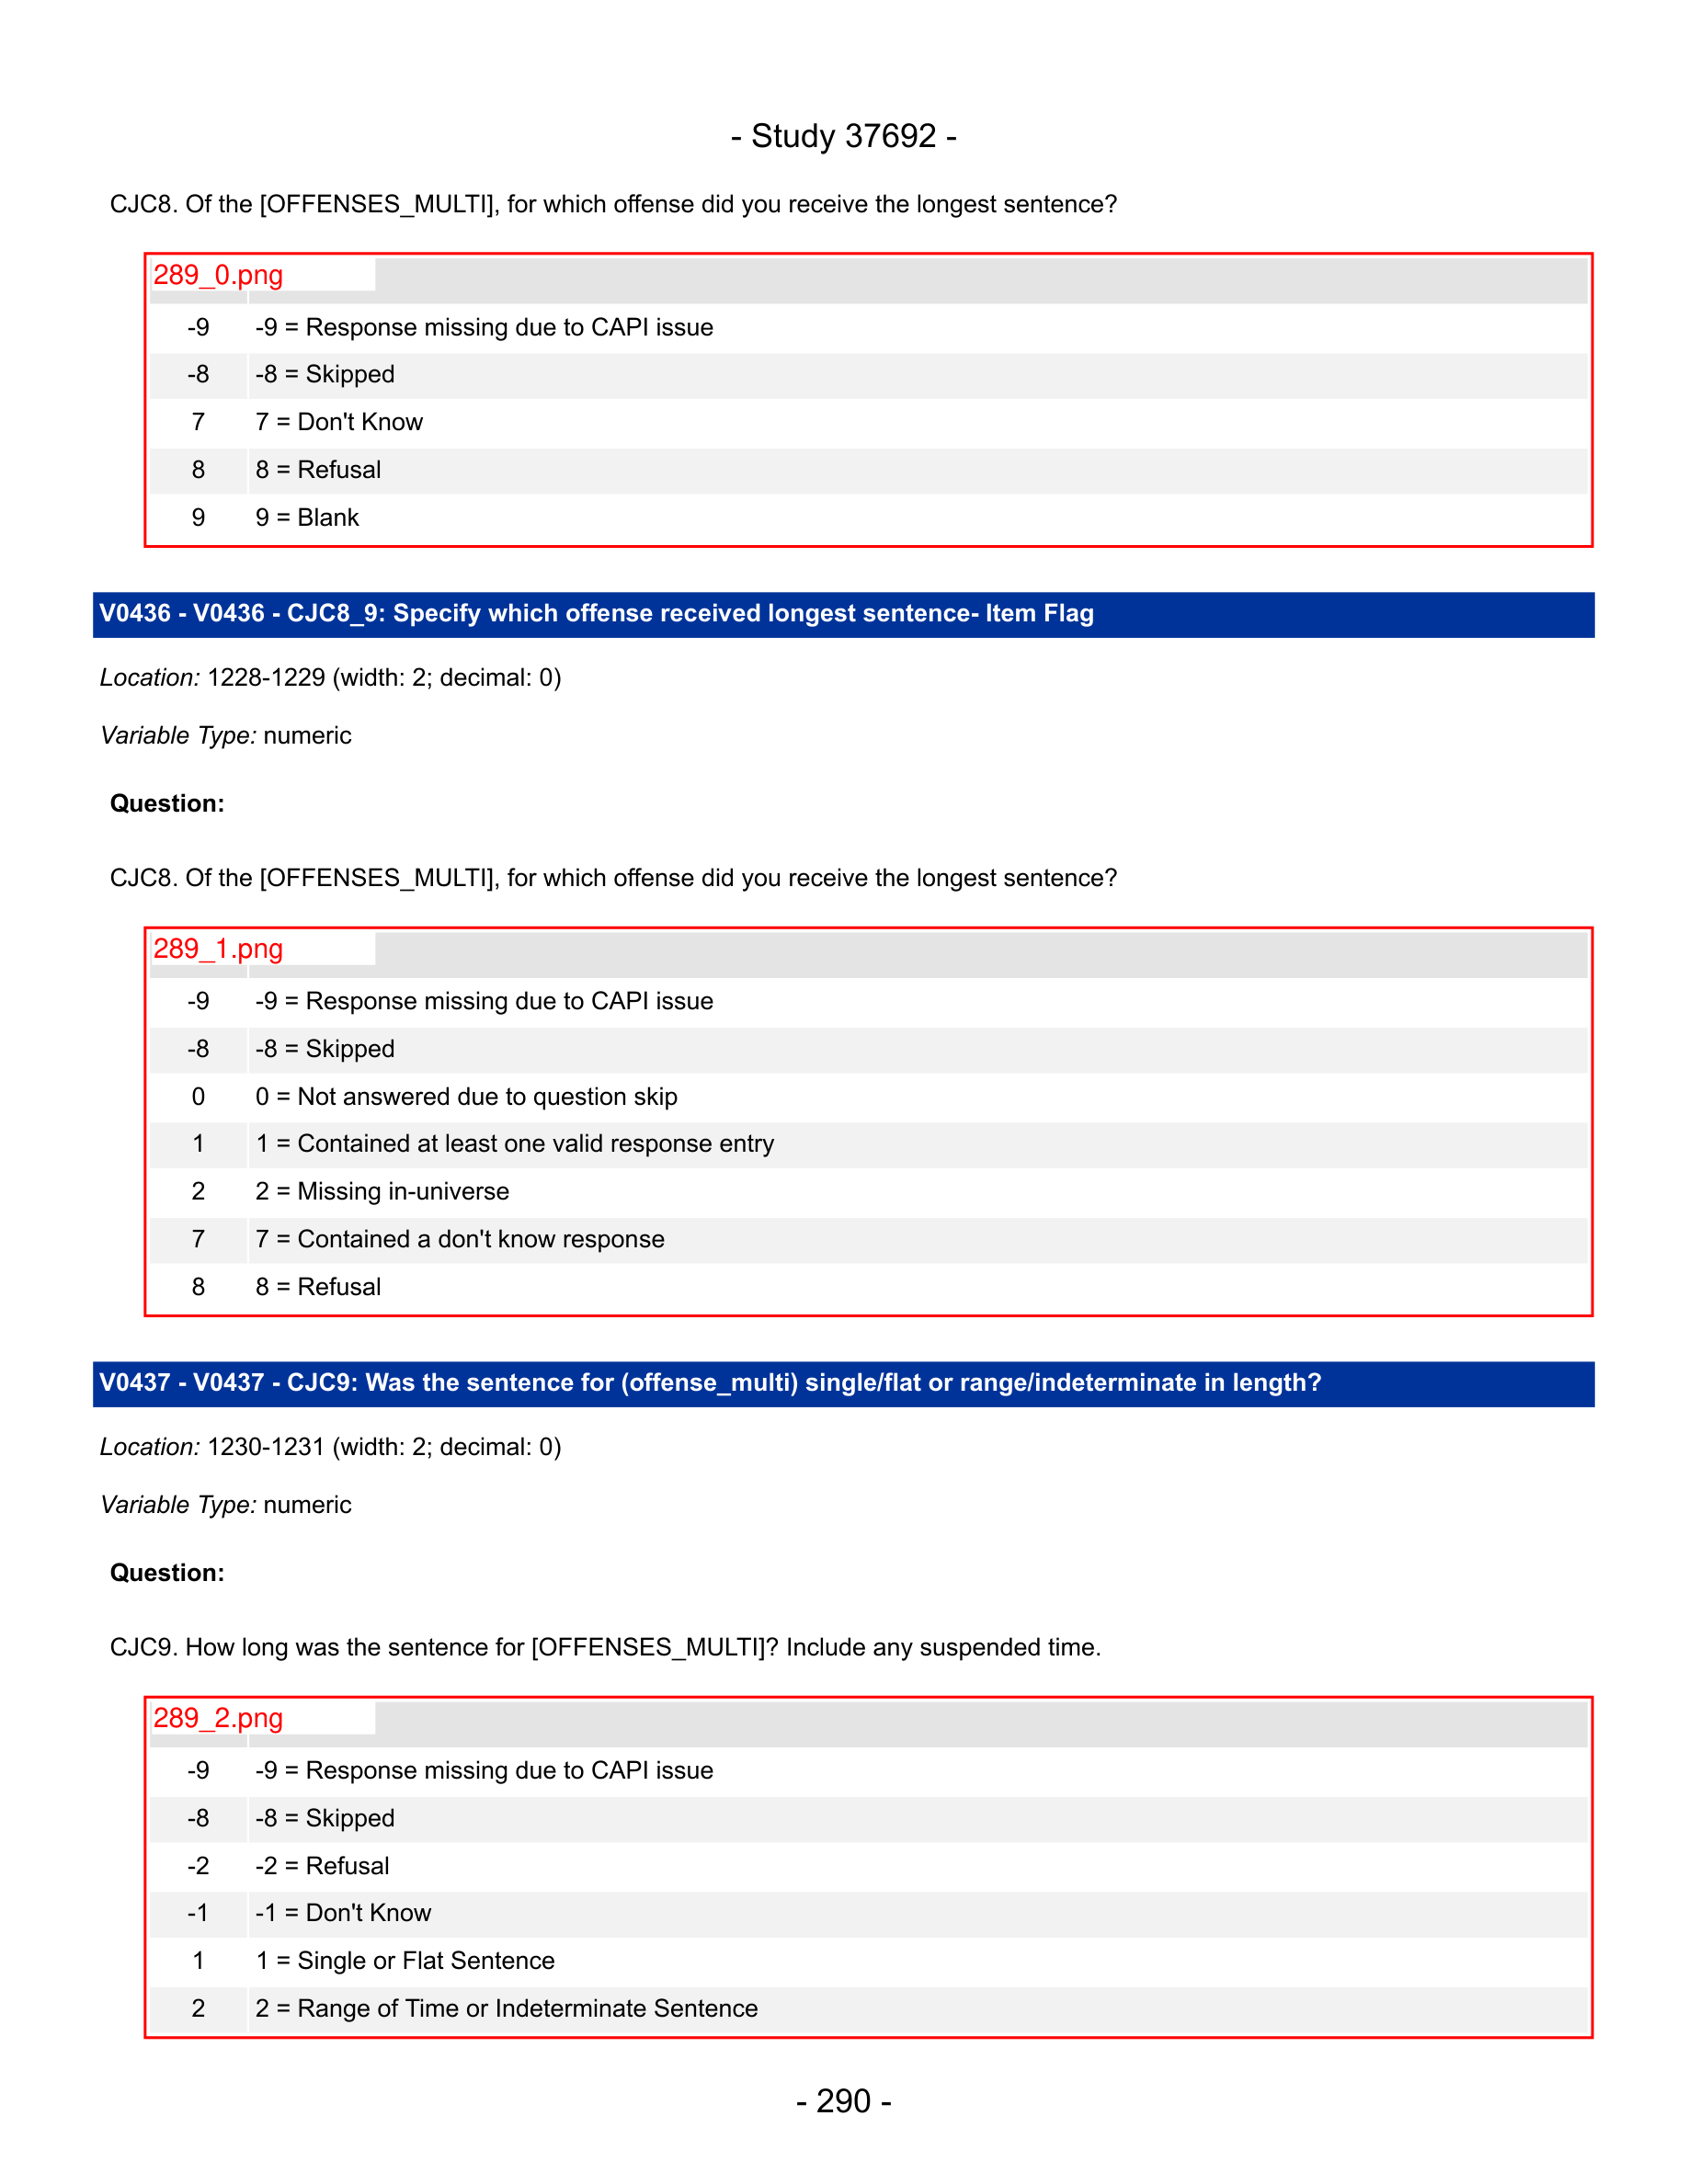 - Study 37692 -
CJC8. Of the [OFFENSES_MULTI], for which offense did you receive the longest sentence?
289_0.png
-9 -9 = Response missing due to CAPI issue
-8 -8 = Skipped
7 7 = Don't Know
8 8 = Refusal
9 9 = Blank
V0436 - V0436 - CJC8_9: Specify which offense received longest sentence- Item Flag
Location: 1228-1229 (width: 2; decimal: 0)
Variable Type: numeric
Question:
CJC8. Of the [OFFENSES_MULTI], for which offense did you receive the longest sentence?
289_1.png
-9 -9 = Response missing due to CAPI issue
-8 -8 = Skipped
0 0 = Not answered due to question skip
1 1 = Contained at least one valid response entry
2 2 = Missing in-universe
7 7 = Contained a don't know response
8 8 = Refusal
V0437 - V0437 - CJC9: Was the sentence for (offense_multi) single/flat or range/indeterminate in length?
Location: 1230-1231 (width: 2; decimal: 0)
Variable Type: numeric
Question:
CJC9. How long was the sentence for [OFFENSES_MULTI]? Include any suspended time.
289_2.png
-9 -9 = Response missing due to CAPI issue
-8 -8 = Skipped
-2 -2 = Refusal
-1 -1 = Don't Know
1 1 = Single or Flat Sentence
2 2 = Range of Time or Indeterminate Sentence
- 290 -